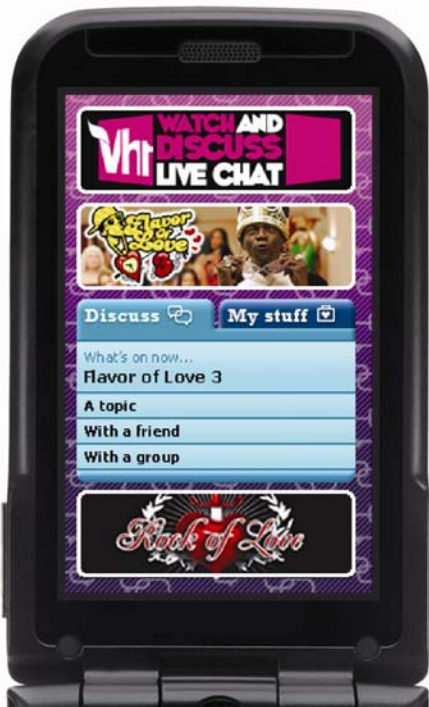 Vh1
WATCH AND
DISCUSS
LIVE CHAT
Flavor
of
Love
3
Discuss
My stuff
What's on now...
Flavor of Love 3
A topic
With a friend
With a group
Rock of Love